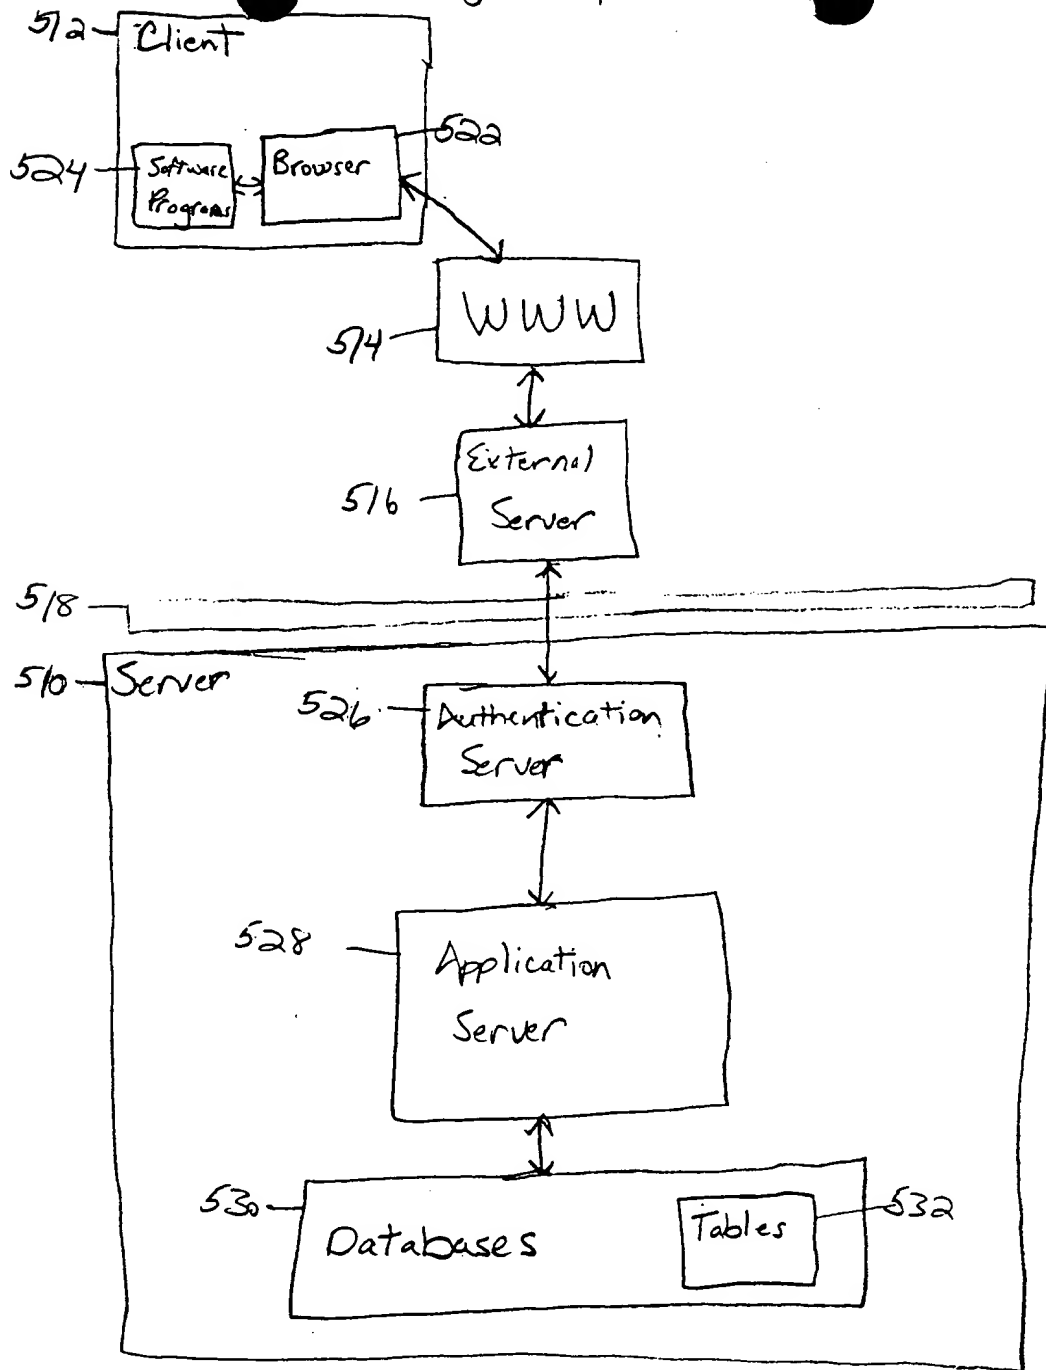 512
Client
522
524
Software
Programs
Browser
514
WWW
516
External
Server
518
510
Server
526
Authentication
Server
528
Application
Server
530
Databases
Tables
532